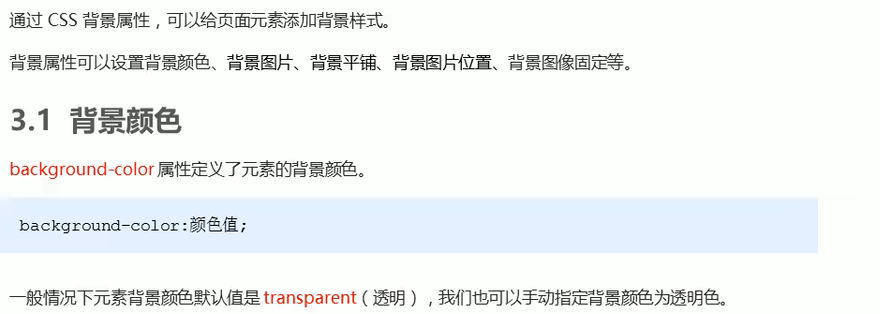 通过 CSS 背景属性，可以给页面元素添加背景样式。
背景属性可以设置背景颜色、背景图片、背景平铺、背景图片位置、背景图像固定等。
3.1 背景颜色
background-color 属性定义了元素的背景颜色。
background-color:颜色值;
一般情况下元素背景颜色默认值是 transparent（透明），我们也可以手动指定背景颜色为透明色。